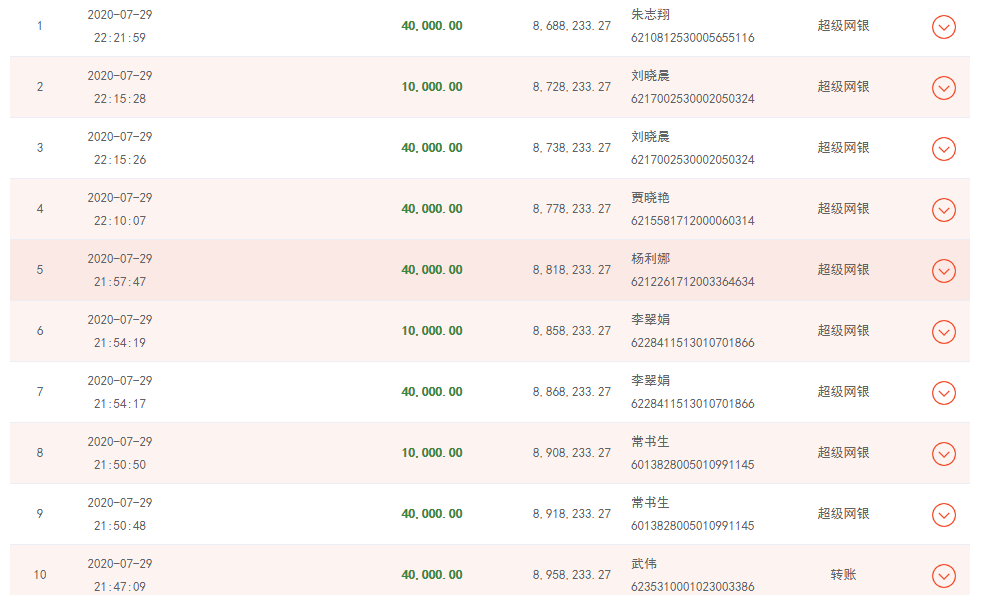 1 2020-07-29 22:21:59 40,000.00 8,688,233.27 朱志翔 6210812530005655116 超级网银
2 2020-07-29 22:15:28 10,000.00 8,728,233.27 刘晓晨 6217002530002050324 超级网银
3 2020-07-29 22:15:26 40,000.00 8,738,233.27 刘晓晨 6217002530002050324 超级网银
4 2020-07-29 22:10:07 40,000.00 8,778,233.27 贾晓艳 6215581712000060314 超级网银
5 2020-07-29 21:57:47 40,000.00 8,818,233.27 杨利娜 6212261712003364634 超级网银
6 2020-07-29 21:54:19 10,000.00 8,858,233.27 李翠娟 6228411513010701866 超级网银
7 2020-07-29 21:54:17 40,000.00 8,868,233.27 李翠娟 6228411513010701866 超级网银
8 2020-07-29 21:50:50 10,000.00 8,908,233.27 常书生 6013828005010991145 超级网银
9 2020-07-29 21:50:48 40,000.00 8,918,233.27 常书生 6013828005010991145 超级网银
10 2020-07-29 21:47:09 40,000.00 8,958,233.27 武伟 6235310001023003386 转账